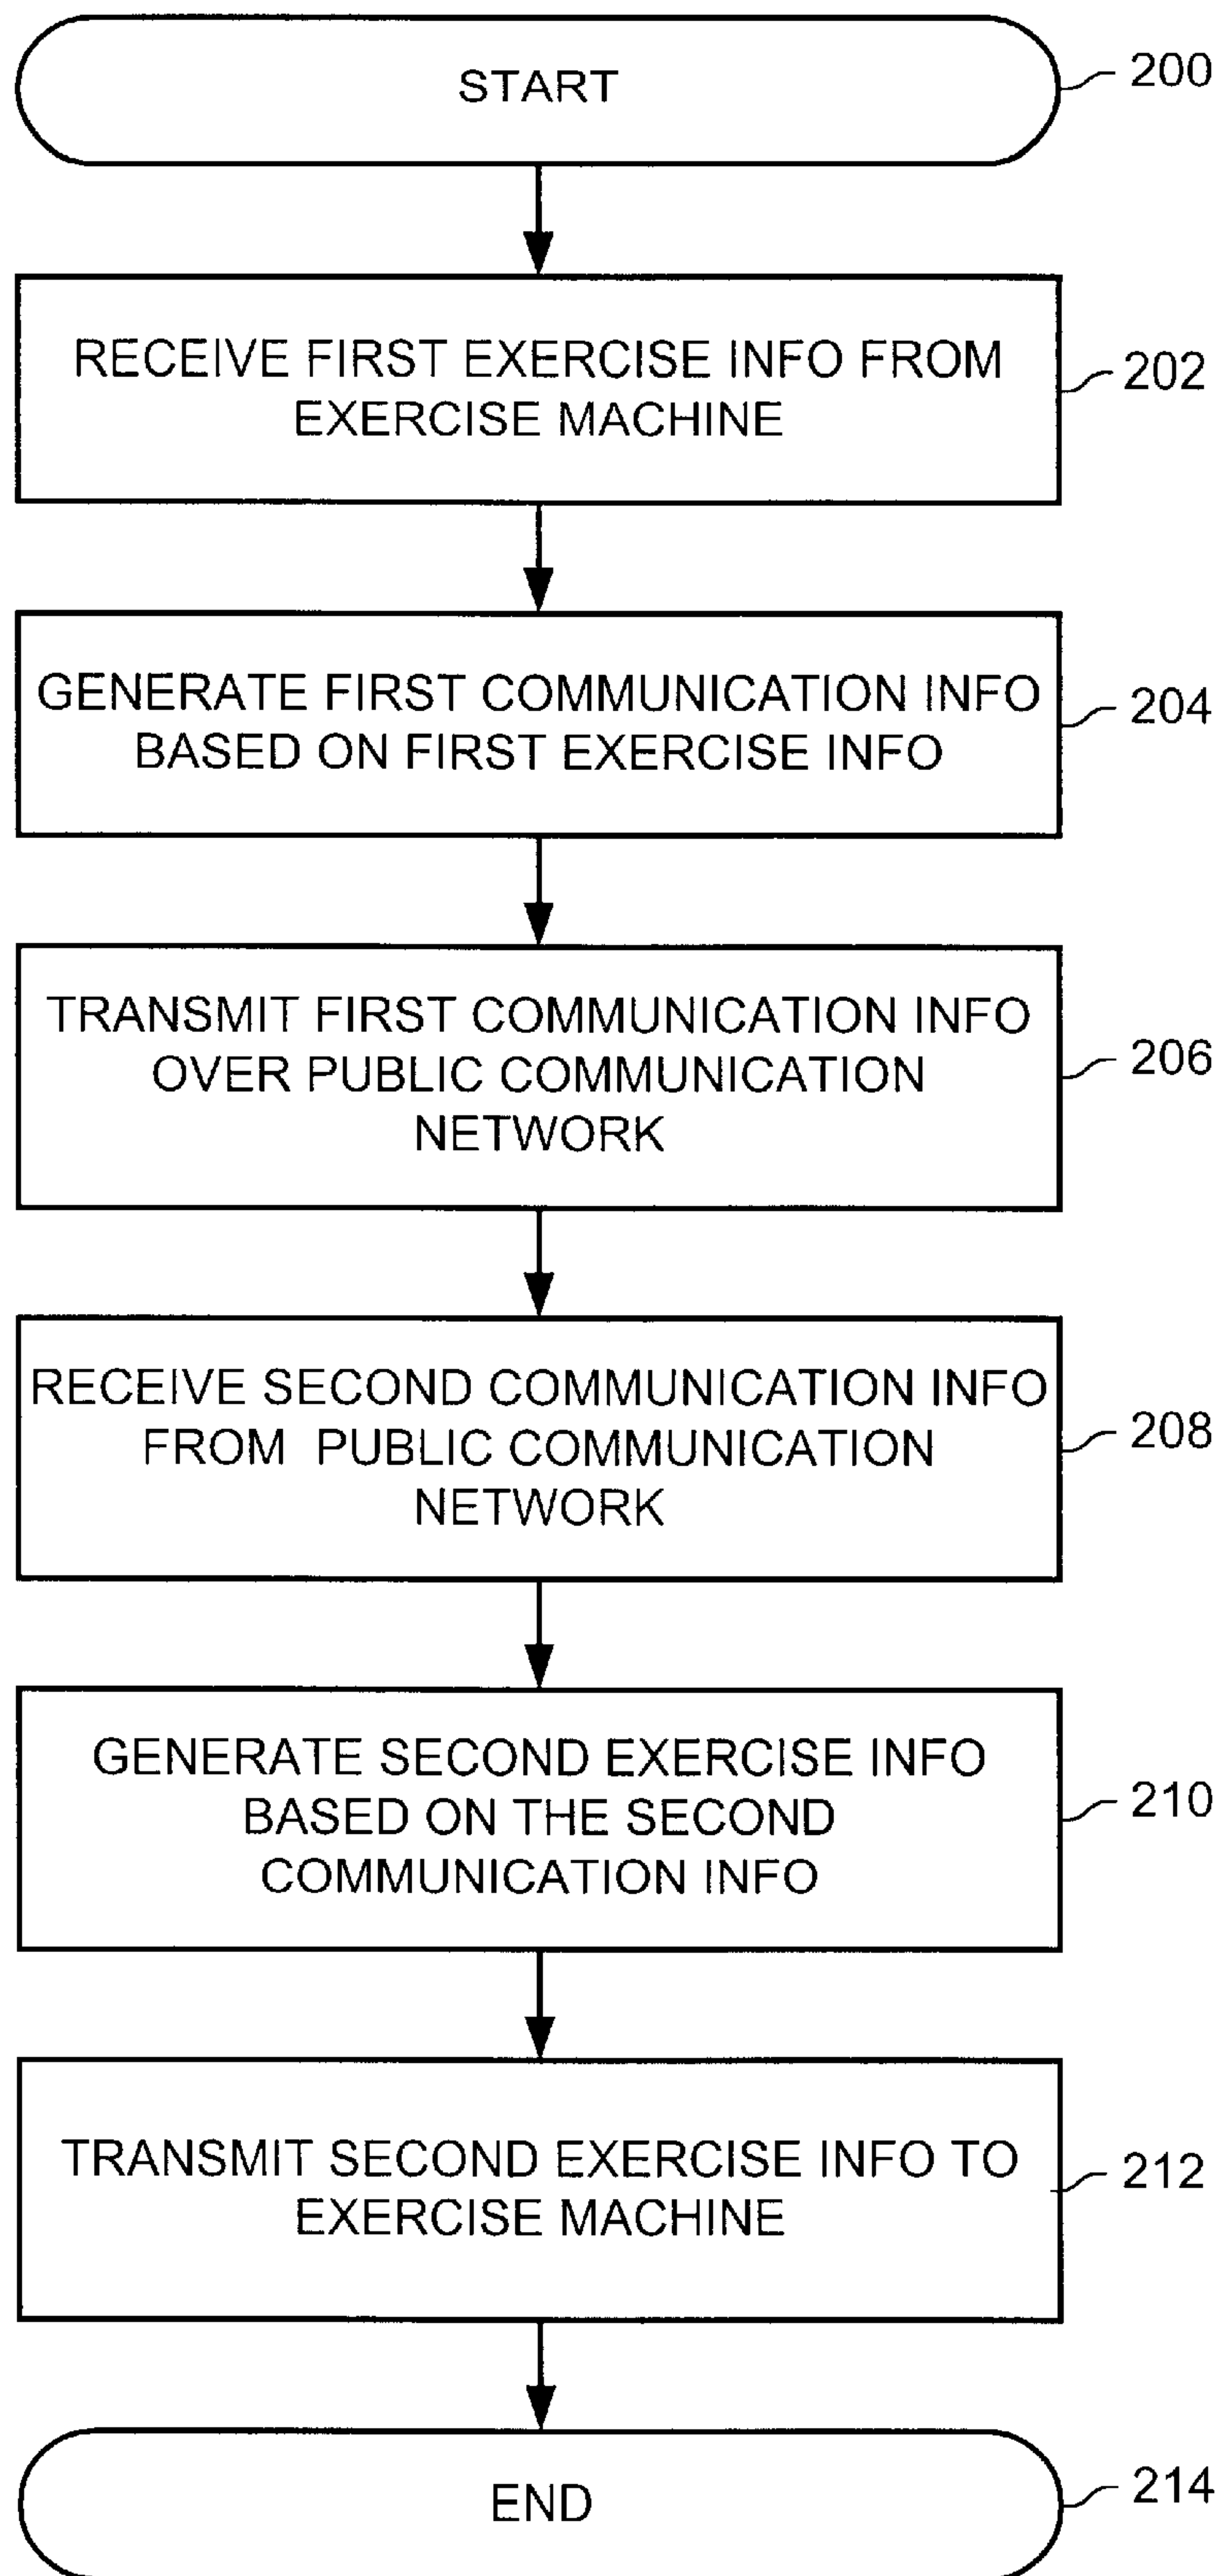 START
200
RECEIVE FIRST EXERCISE INFO FROM
EXERCISE MACHINE
202
GENERATE FIRST COMMUNICATION INFO
BASED ON FIRST EXERCISE INFO
204
TRANSMIT FIRST COMMUNICATION INFO
OVER PUBLIC COMMUNICATION
NETWORK
206
RECEIVE SECOND COMMUNICATION INFO
FROM PUBLIC COMMUNICATION
NETWORK
208
GENERATE SECOND EXERCISE INFO
BASED ON THE SECOND
COMMUNICATION INFO
210
TRANSMIT SECOND EXERCISE INFO TO
EXERCISE MACHINE
212
END
214